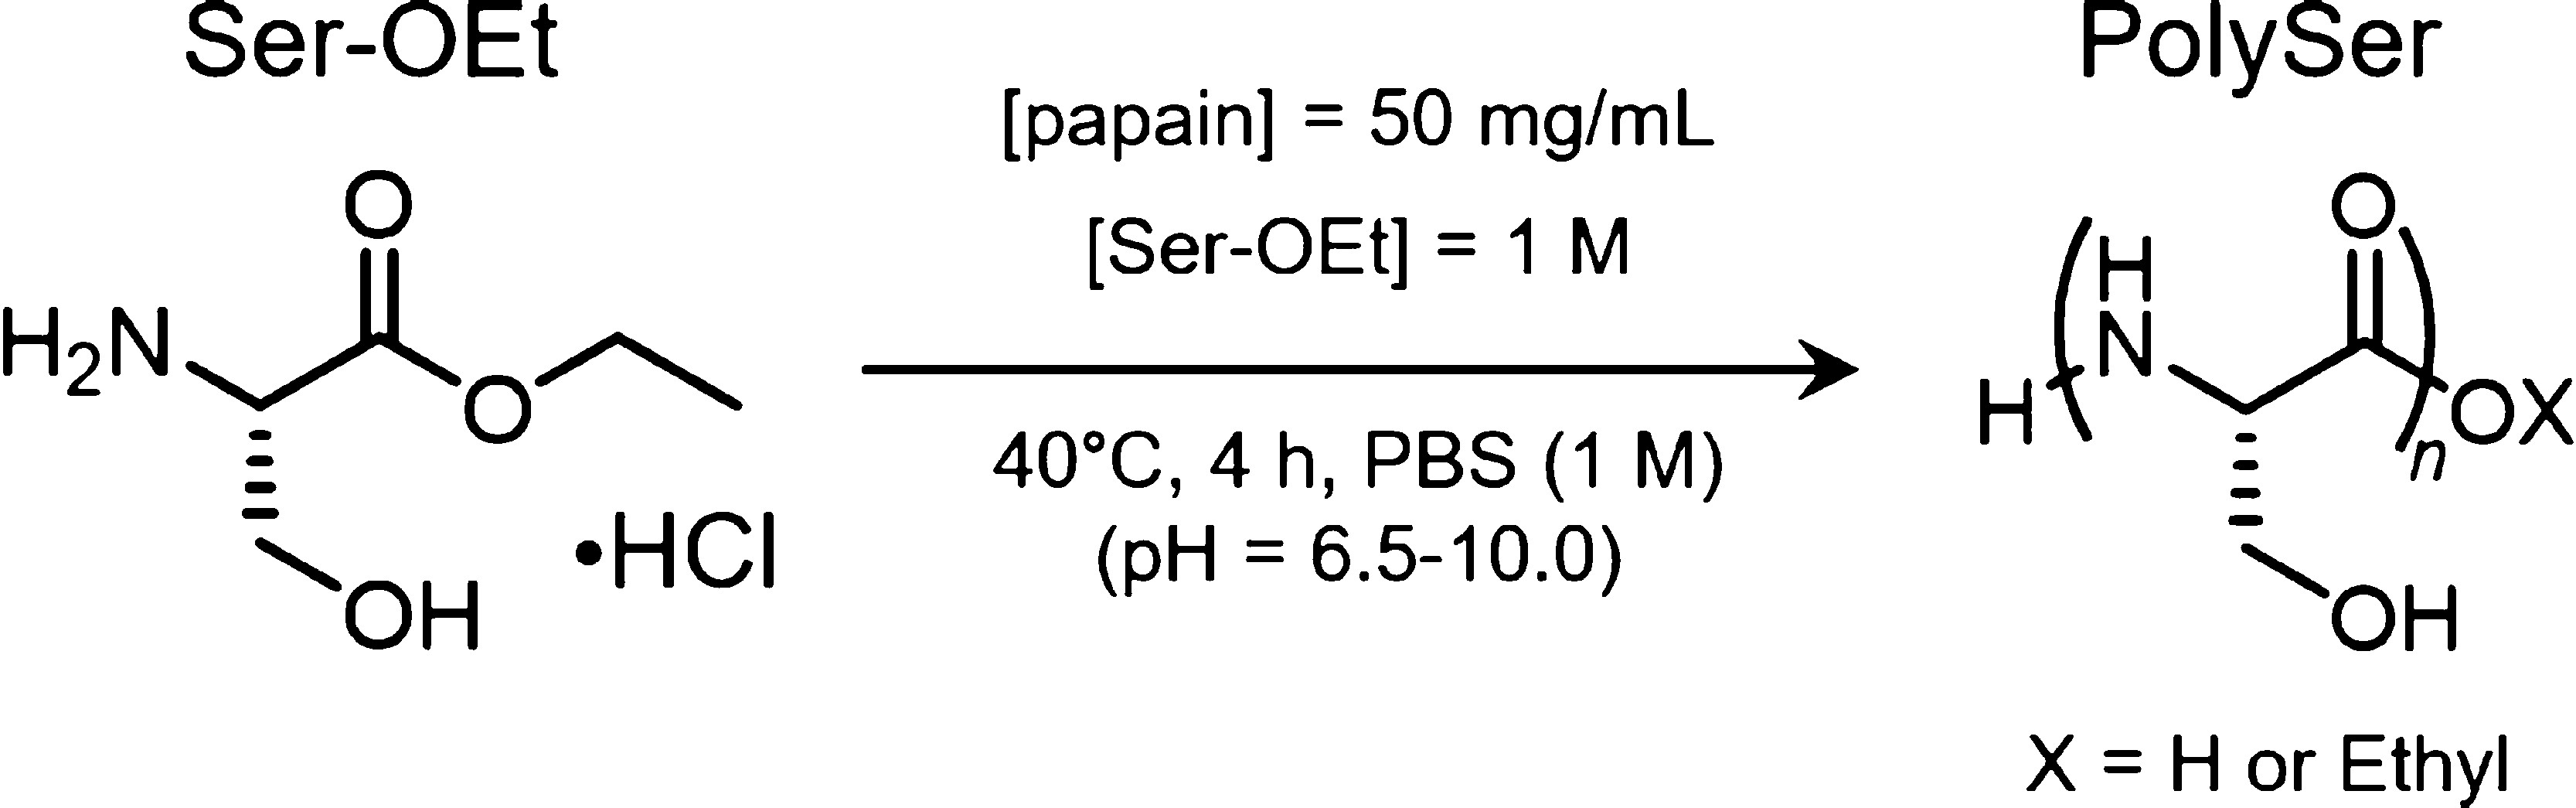 Ser-OEt
H₂N
O
O
OH
•HCl
[papain] = 50 mg/mL
[Ser-OEt] = 1 M
40°C, 4 h, PBS (1 M)
(pH = 6.5-10.0)
PolySer
H
H
N
O
n
OX
OH
X = H or Ethyl